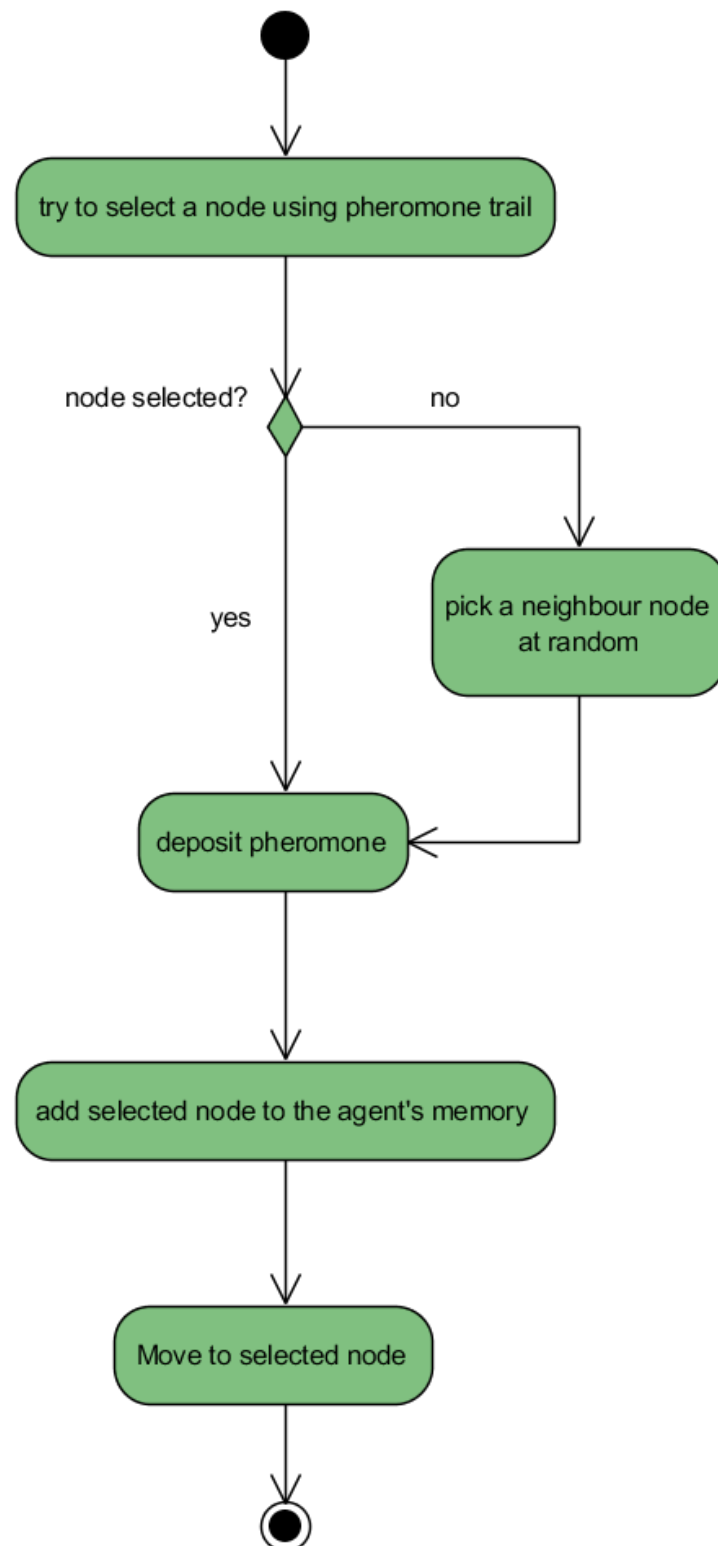 try to select a node using pheromone trail
node selected?
no
yes
pick a neighbour node
at random
deposit pheromone
add selected node to the agent's memory
Move to selected node